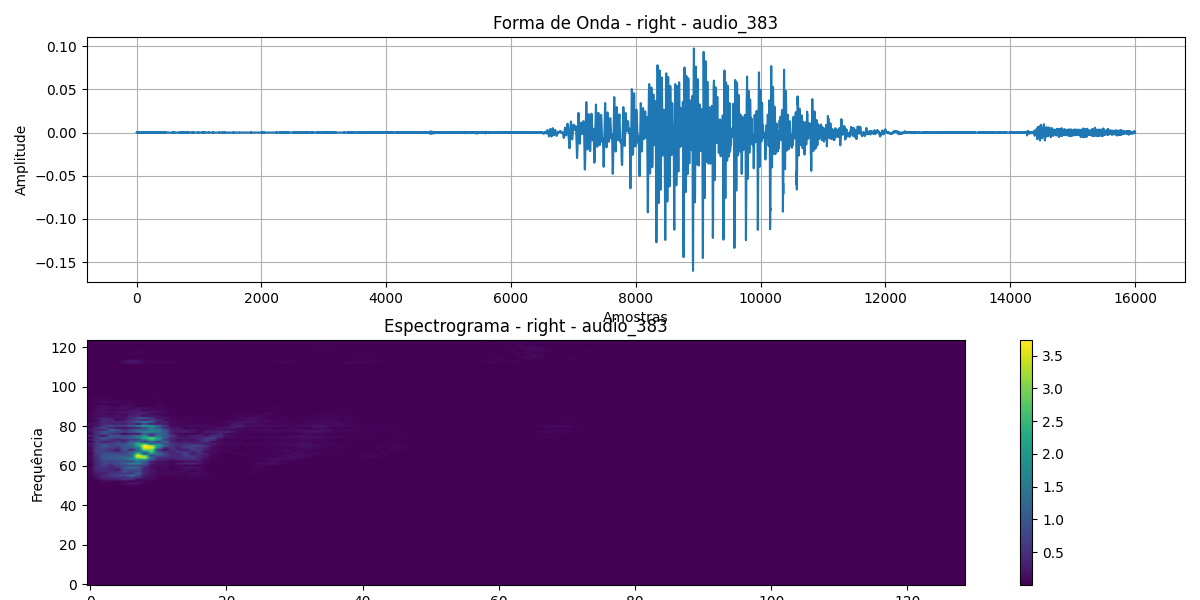 Forma de Onda - right - audio_383
0.10
0.05
0.00
−0.05
−0.10
−0.15
Amplitude
0 2000 4000 6000 8000 10000 12000 14000 16000
Amostras
Espectrograma - right - audio_383
120
100
80
60
40
20
0
Frequência
0 20 40 60 80 100 120
3.5
3.0
2.5
2.0
1.5
1.0
0.5